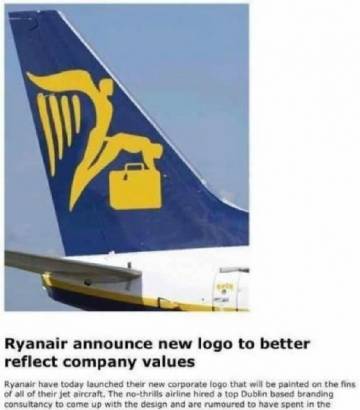 Ryanair announce new logo to better
reflect company values
Ryanair have today launched their new corporate logo that will be painted on the fins
of all of their jet aircraft. The no-thrills airline hired a top Dublin based branding
consultancy to come up with the design and are rumoured to have spent in the